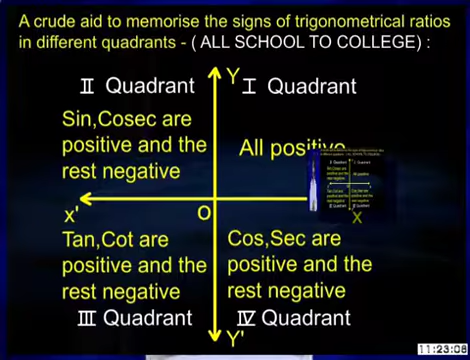 A crude aid to memorise the signs of trigonometrical ratios
in different quadrants - ( ALL SCHOOL TO COLLEGE) :
II Quadrant
Y
I Quadrant
Sin,Cosec are
positive and the
rest negative
All positive
x'
O
X
Tan,Cot are
positive and the
rest negative
Cos,Sec are
positive and the
rest negative
III Quadrant
IV Quadrant
Y'
11:23:08